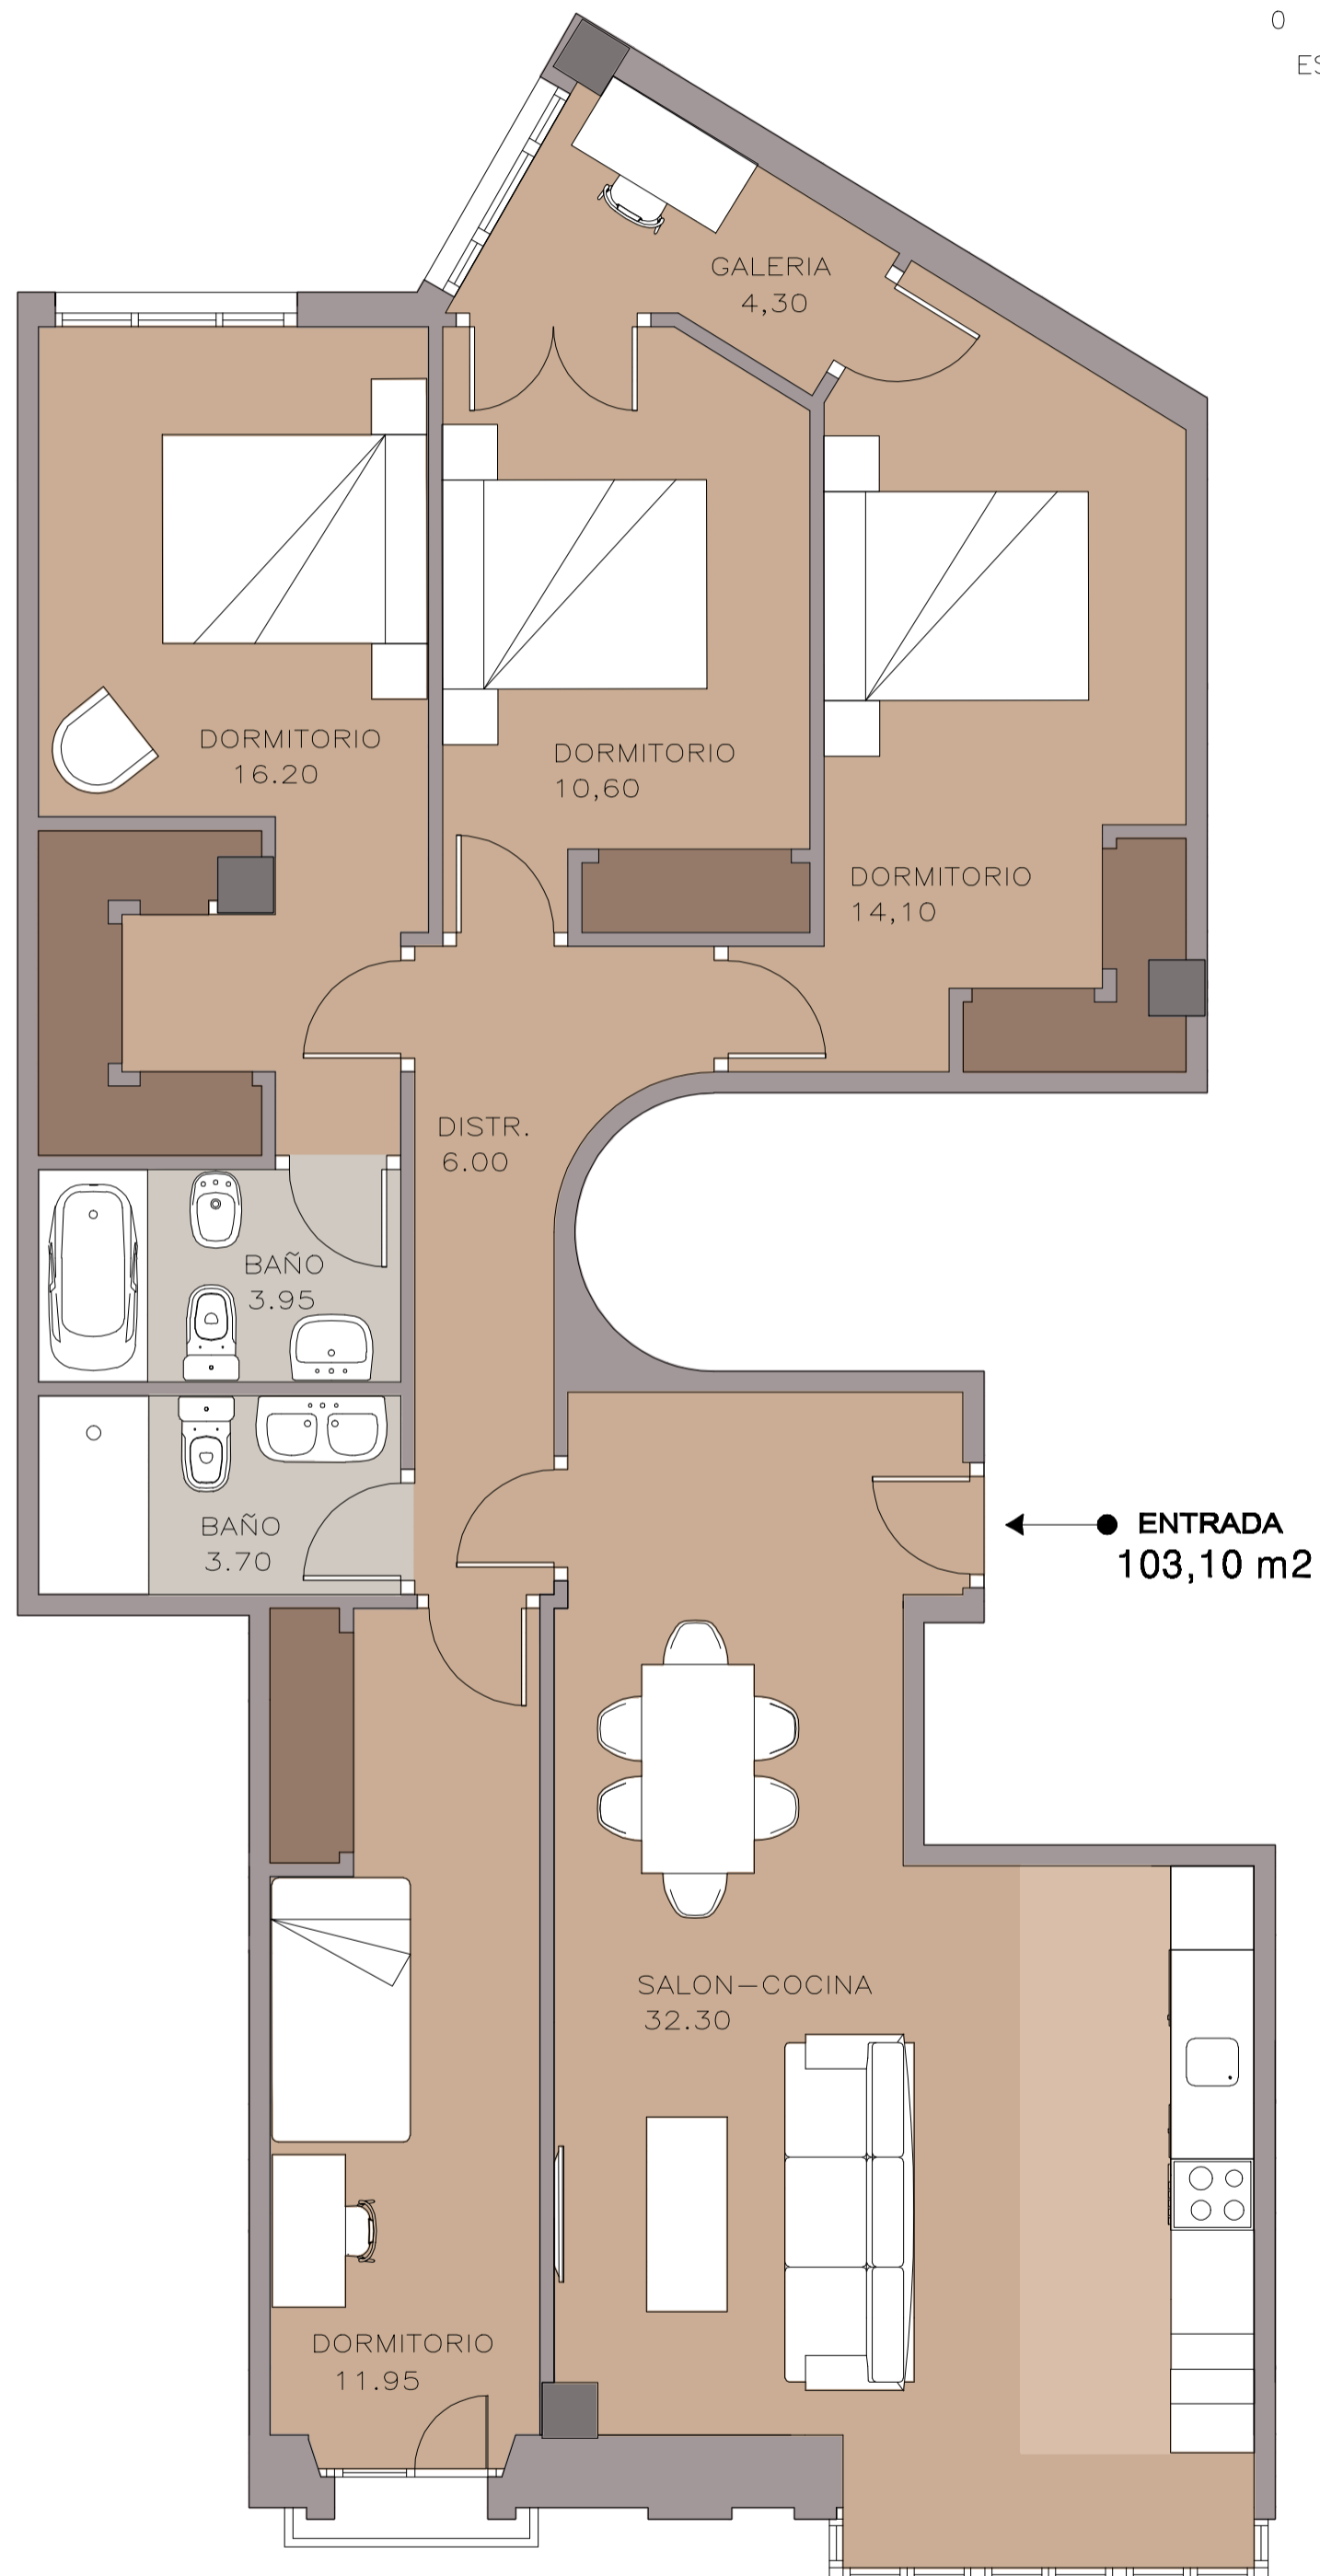 0
GALERIA
4,30
DORMITORIO
16.20
DORMITORIO
10,60
DORMITORIO
14,10
DISTR.
6.00
BAÑO
3.95
BAÑO
3.70
ENTRADA
103,10 m2
SALON-COCINA
32.30
DORMITORIO
11.95